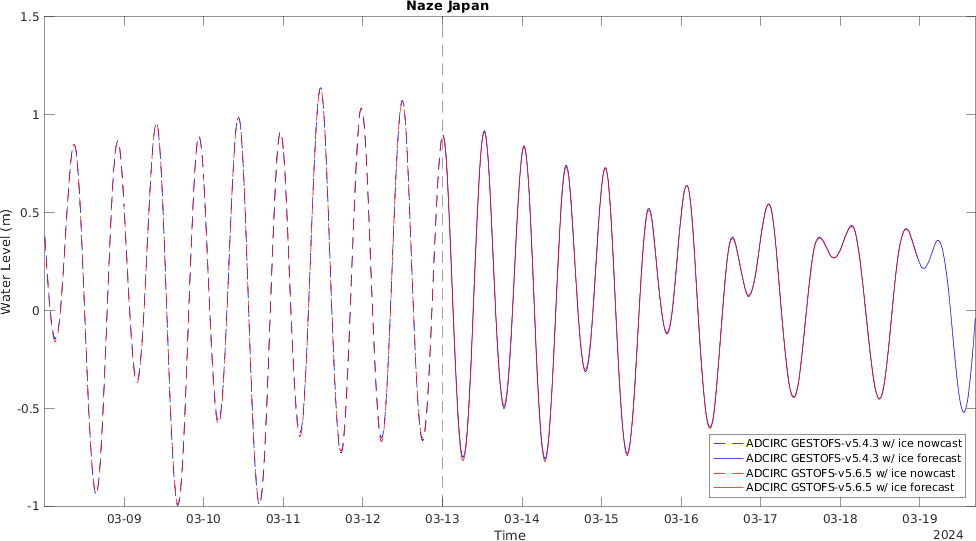 Naze Japan
1.5
1
0.5
0
-0.5
-1
Water Level (m)
03-09 03-10 03-11 03-12 03-13 03-14 03-15 03-16 03-17 03-18 03-19
Time
2024
ADCIRC GESTOFS-v5.4.3 w/ ice nowcast
ADCIRC GESTOFS-v5.4.3 w/ ice forecast
ADCIRC GSTOFS-v5.6.5 w/ ice nowcast
ADCIRC GSTOFS-v5.6.5 w/ ice forecast